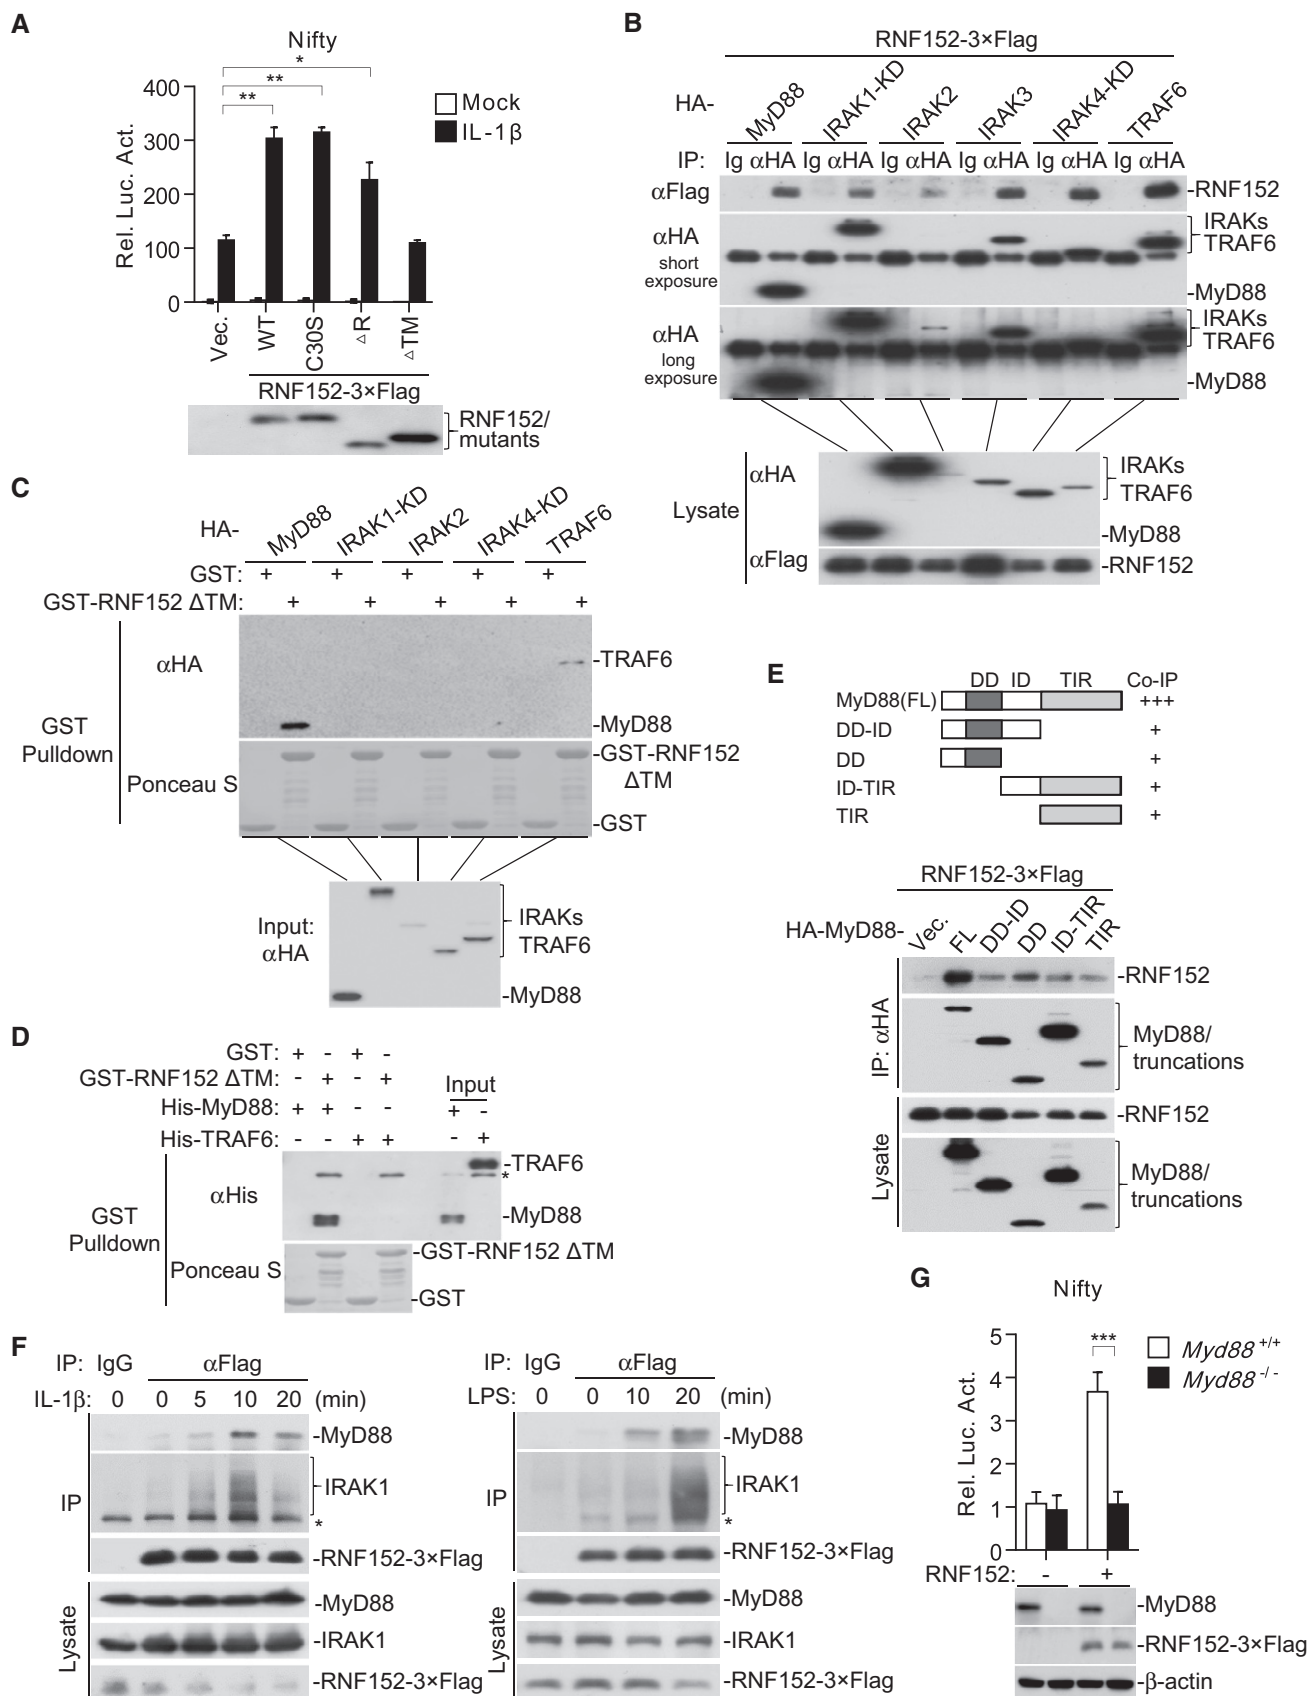 A
Nifty
*
**
**
Rel. Luc. Act.
400
300
200
100
0
Mock
IL-1β
Vec.
WT
C30S
△R
△TM
RNF152-3×Flag
RNF152/
mutants
B
RNF152-3×Flag
HA- MyD88 IRAK1-KD IRAK2 IRAK3 IRAK4-KD TRAF6
IP: Ig αHA Ig αHA Ig αHA Ig αHA Ig αHA Ig αHA
αFlag -RNF152
αHA
short
exposure
IRAKs
TRAF6
-MyD88
αHA
long
exposure
IRAKs
TRAF6
-MyD88
Lysate
αHA
IRAKs
TRAF6
-MyD88
αFlag -RNF152
C
HA- MyD88 IRAK1-KD IRAK2 IRAK4-KD TRAF6
GST: + + + + +
GST-RNF152 ΔTM: + + + + +
GST
Pulldown
αHA
-TRAF6
-MyD88
Ponceau S
-GST-RNF152
ΔTM
-GST
Input:
αHA
IRAKs
TRAF6
-MyD88
D
GST: + - + -
GST-RNF152 ΔTM: - + - + Input
His-MyD88: + + - - + -
His-TRAF6: - - + + - +
GST
Pulldown
αHis
-TRAF6
*
-MyD88
Ponceau S
-GST-RNF152 ΔTM
-GST
E
DD ID TIR Co-IP
MyD88(FL) +++
DD-ID +
DD +
ID-TIR +
TIR +
RNF152-3×Flag
HA-MyD88- Vec. FL DD-ID DD ID-TIR TIR
IP: αHA
-RNF152
MyD88/
truncations
Lysate
-RNF152
MyD88/
truncations
F
IP: IgG αFlag
IL-1β: 0 0 5 10 20 (min)
IP
-MyD88
IRAK1
*
-RNF152-3×Flag
Lysate
-MyD88
-IRAK1
-RNF152-3×Flag
IP: IgG αFlag
LPS: 0 0 10 20 (min)
IP
-MyD88
IRAK1
*
-RNF152-3×Flag
Lysate
-MyD88
-IRAK1
-RNF152-3×Flag
G
Nifty
Rel. Luc. Act.
5
4
3
2
1
0
***
Myd88 +/+
Myd88 -/-
RNF152: - +
-MyD88
-RNF152-3×Flag
-β-actin